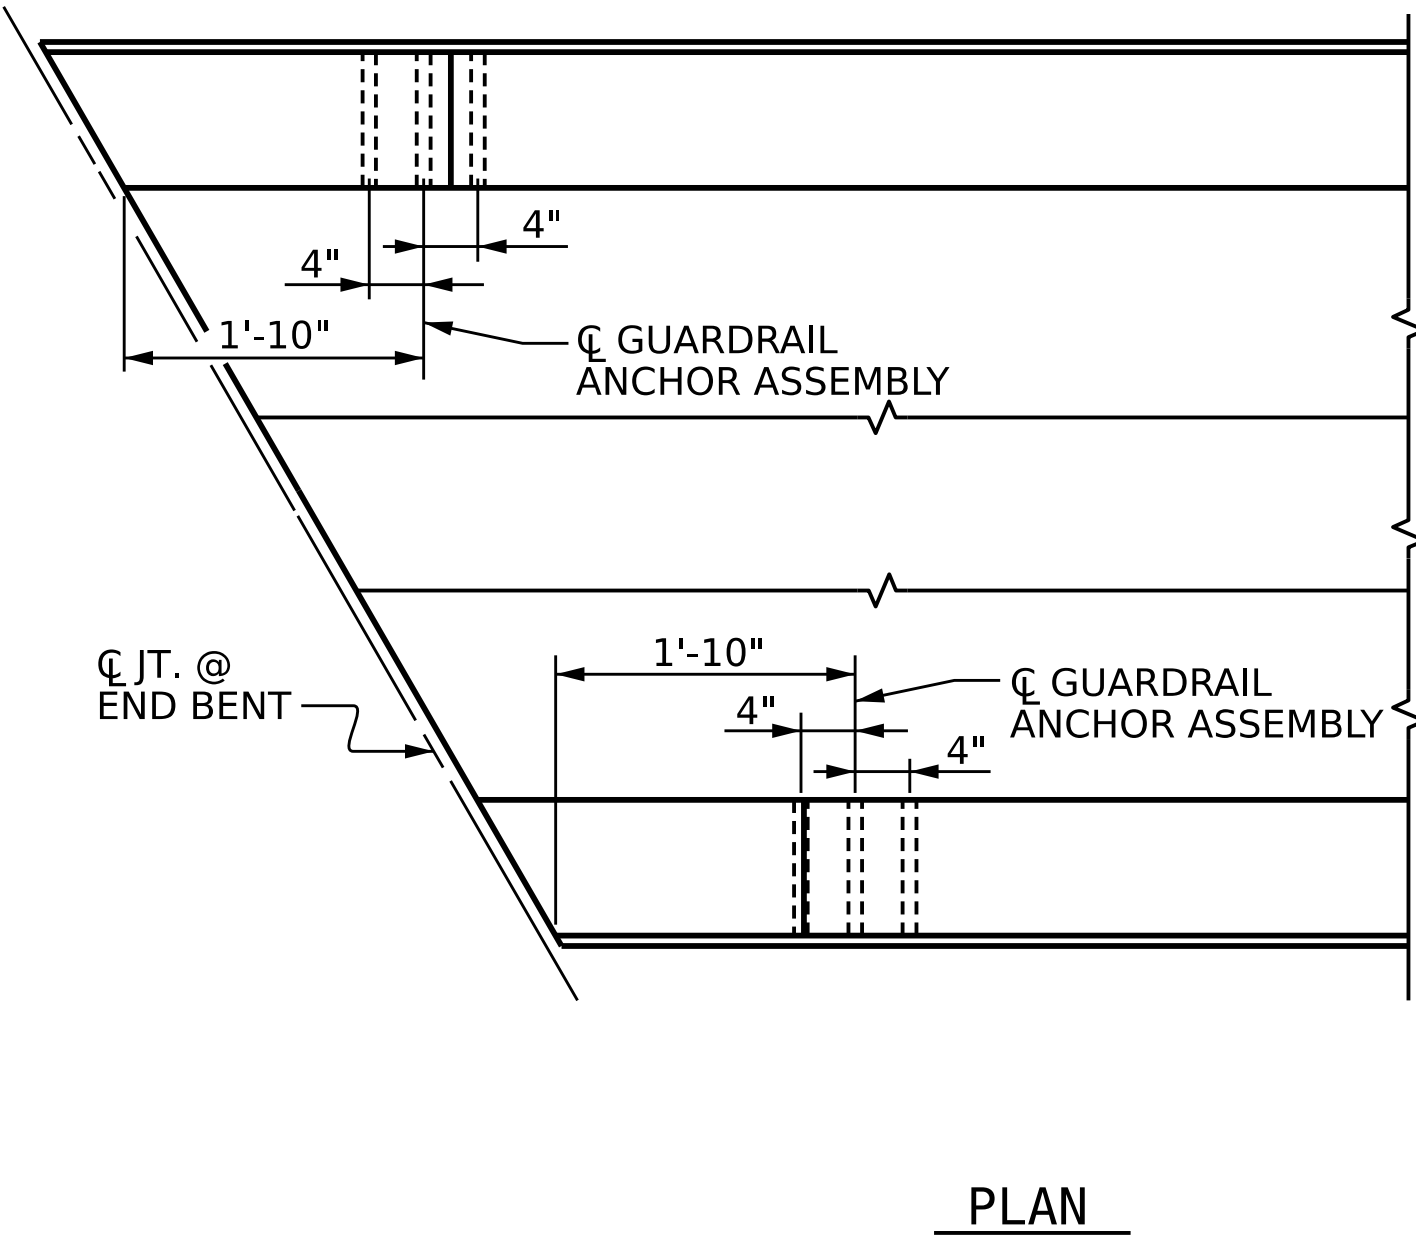 4"
4"
1'-10"
℄ GUARDRAIL
ANCHOR ASSEMBLY
1'-10"
℄ JT. @
END BENT
℄ GUARDRAIL
ANCHOR ASSEMBLY
4"
4"
PLAN